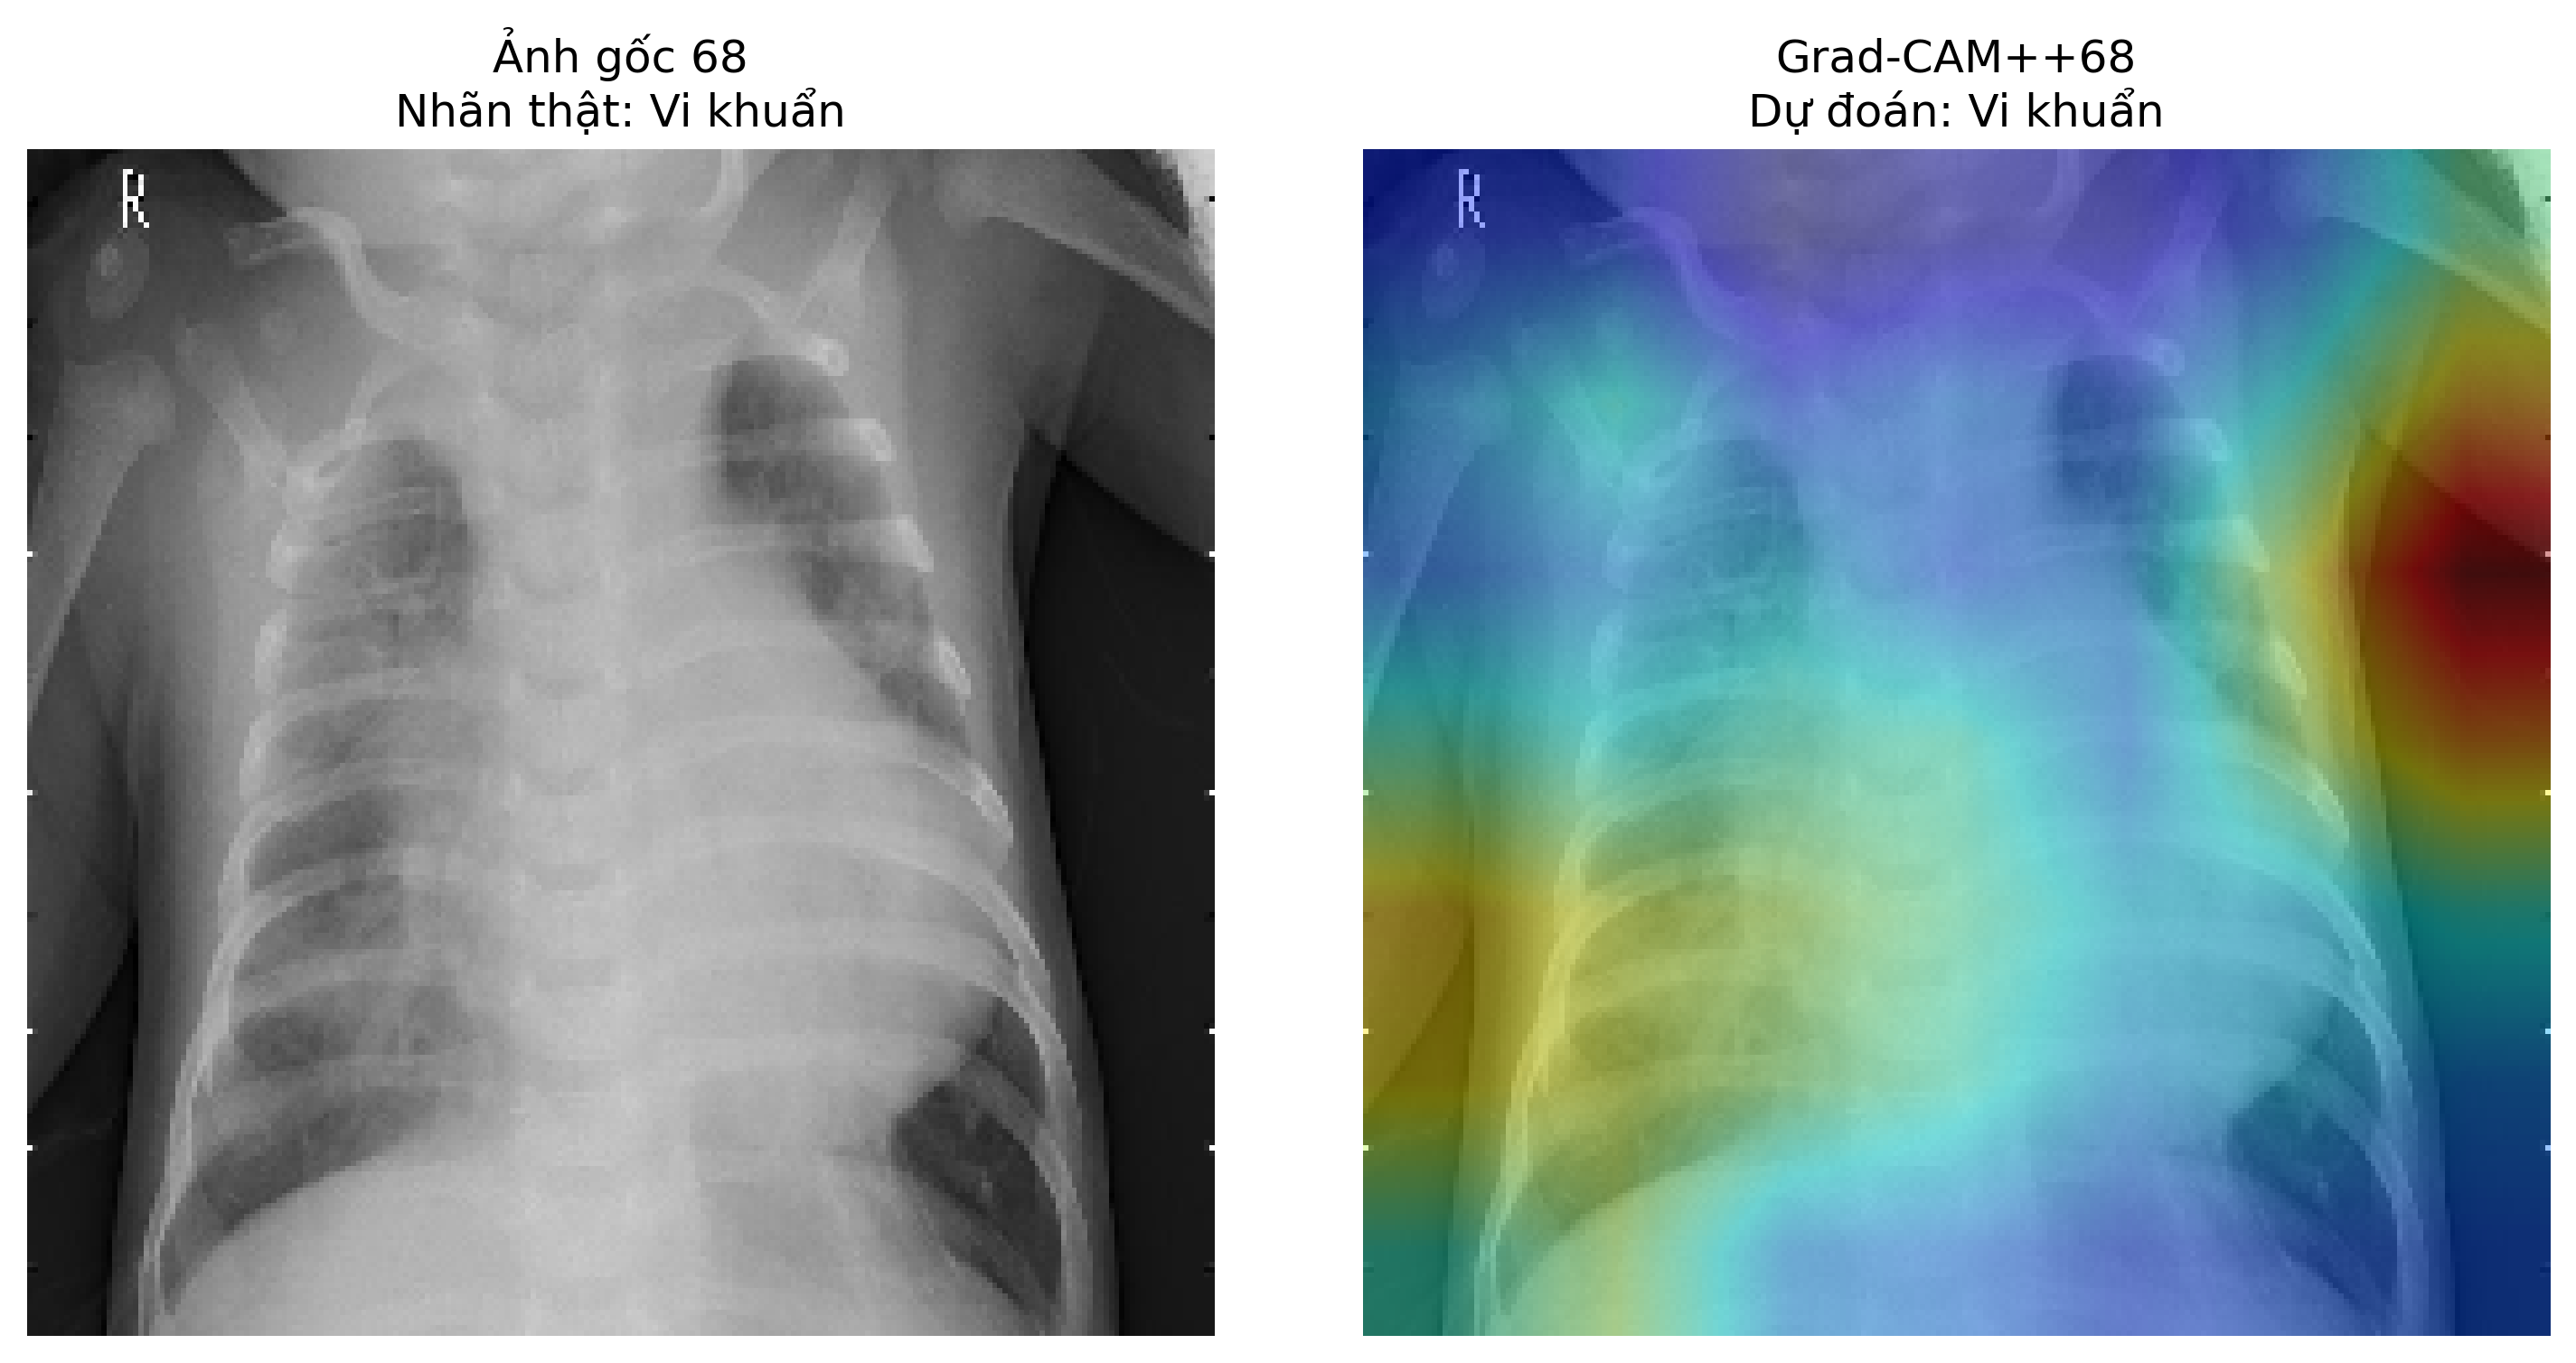 Ảnh gốc 68
Nhãn thật: Vi khuẩn
R
Grad-CAM++68
Dự đoán: Vi khuẩn
R